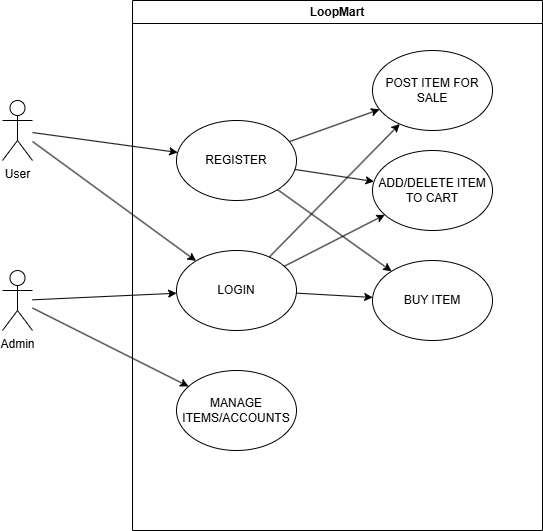 LoopMart
POST ITEM FOR
SALE
REGISTER
User
ADD/DELETE ITEM
TO CART
LOGIN
BUY ITEM
Admin
MANAGE
ITEMS/ACCOUNTS